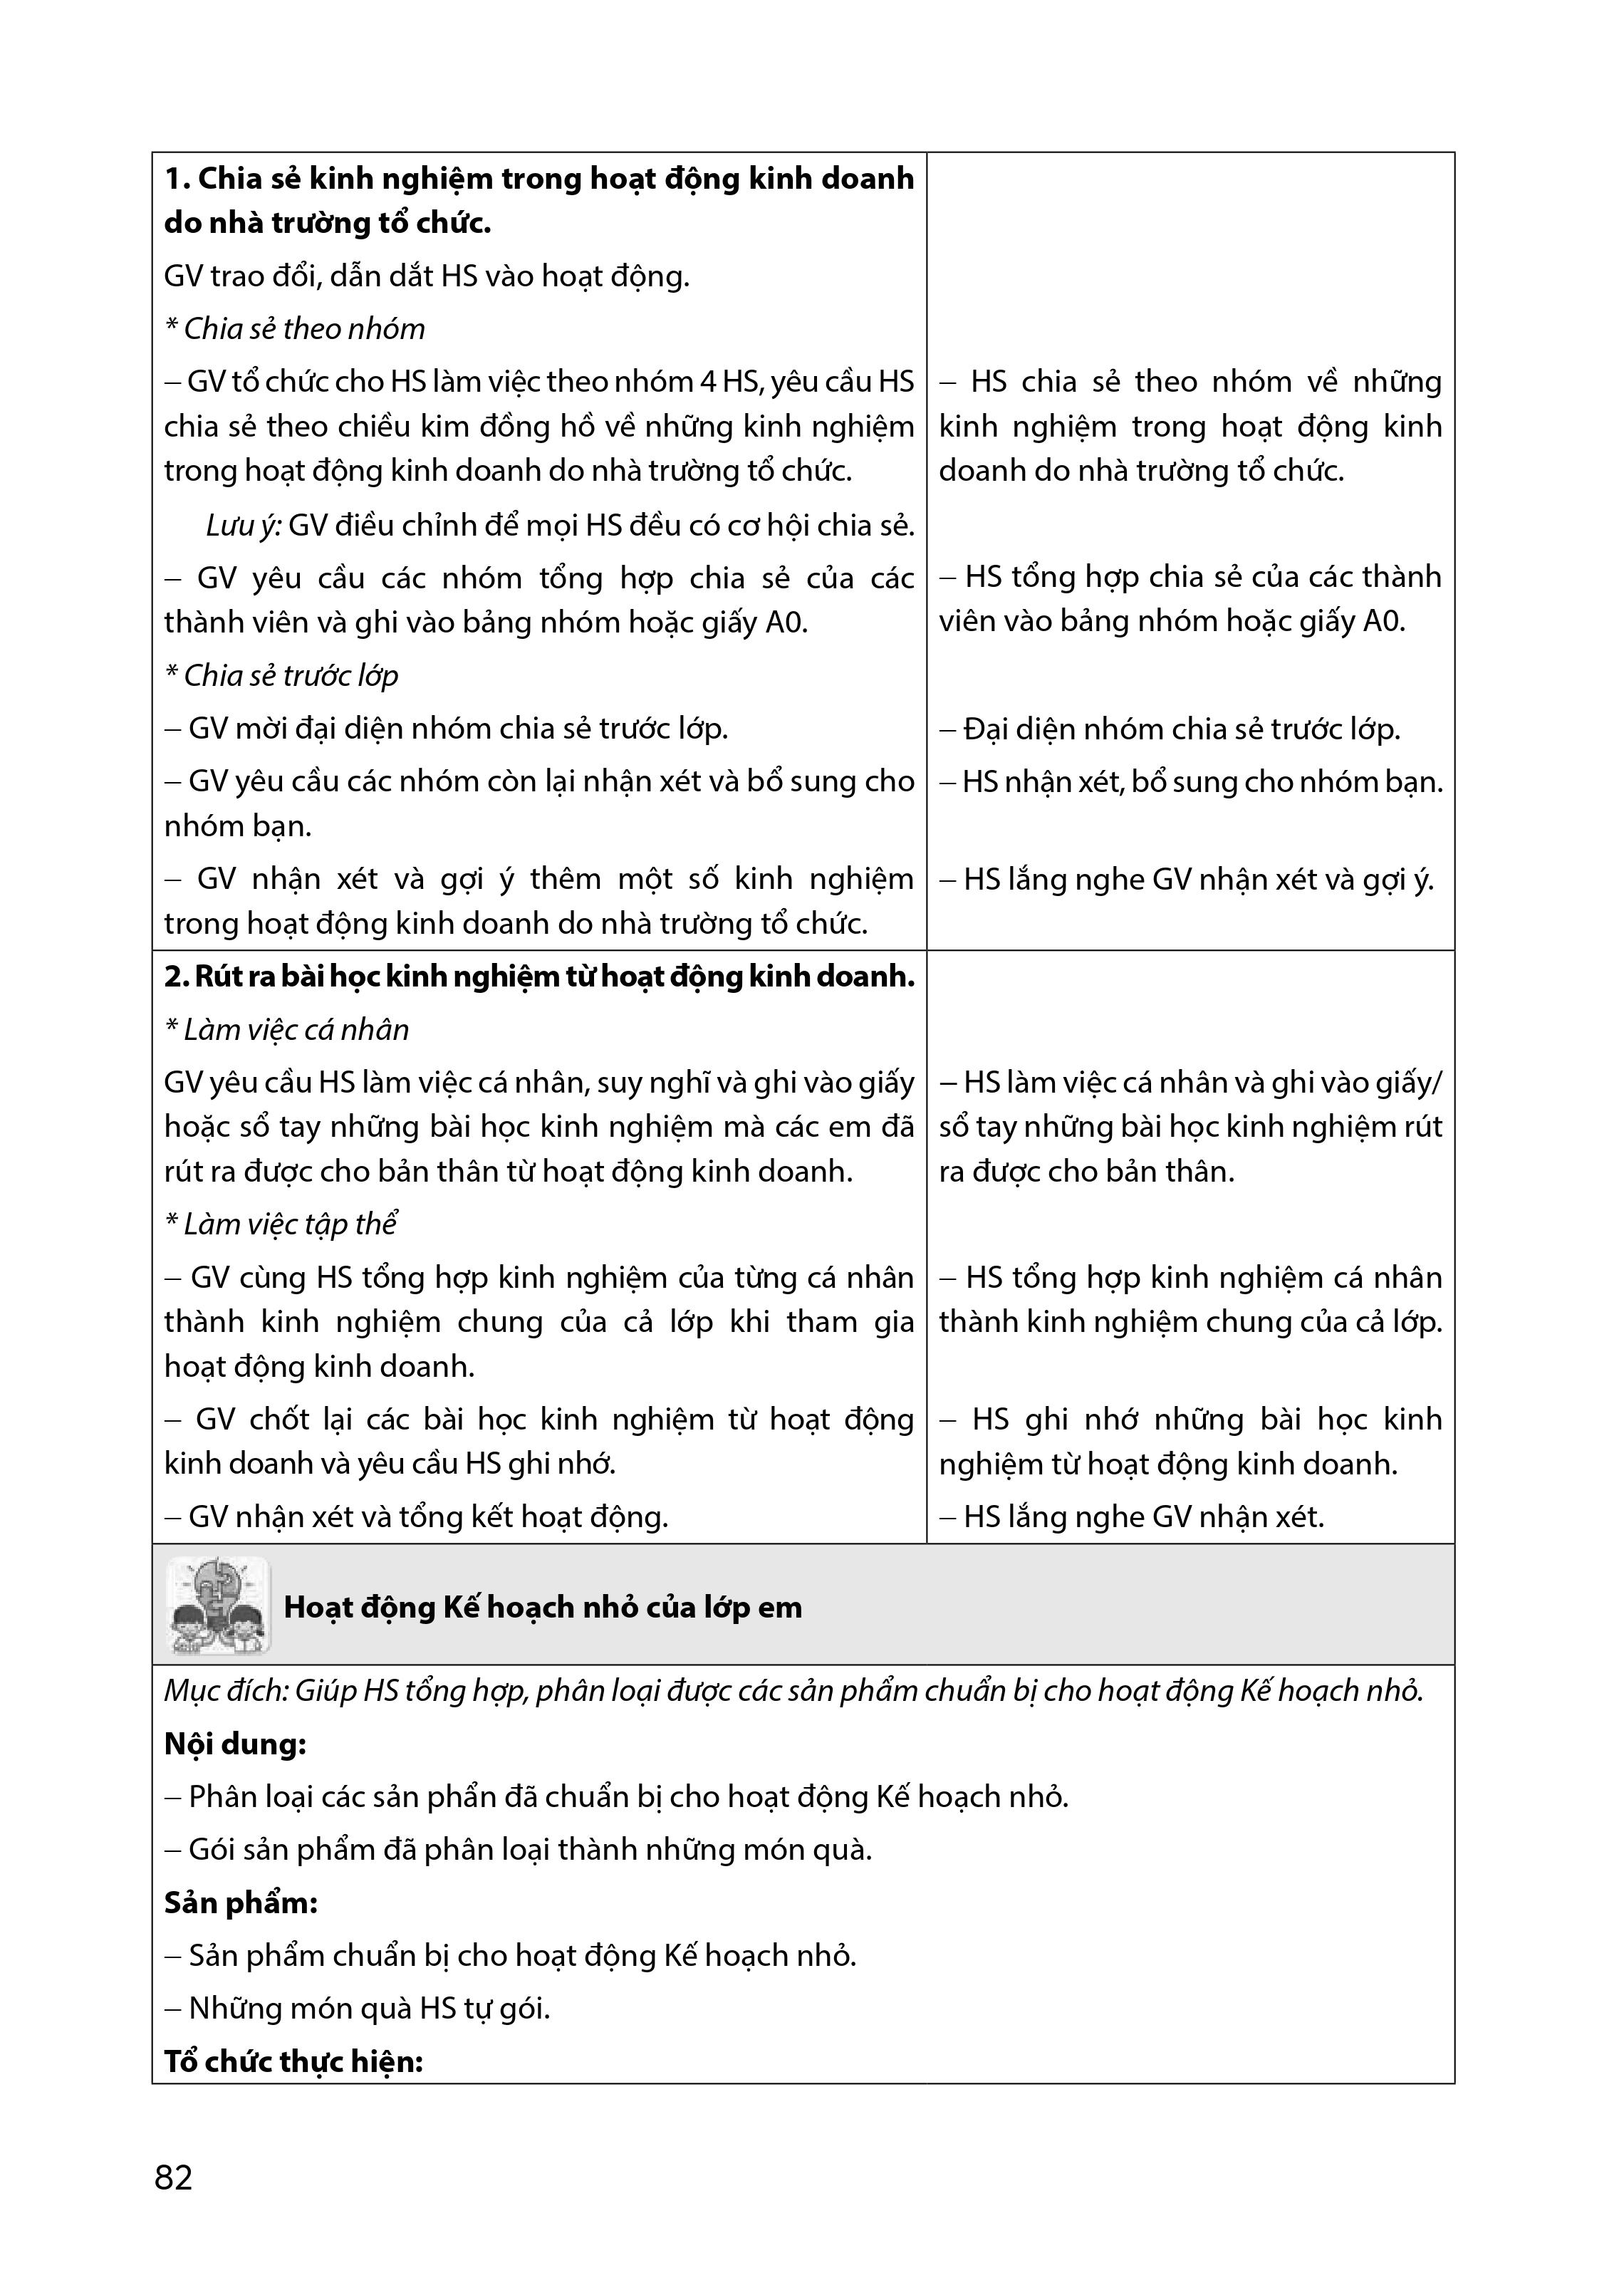 1. Chia sẻ kinh nghiệm trong hoạt động kinh doanh
do nhà trường tổ chức.
GV trao đổi, dẫn dắt HS vào hoạt động.
* Chia sẻ theo nhóm
– GV tổ chức cho HS làm việc theo nhóm 4 HS, yêu cầu HS
chia sẻ theo chiều kim đồng hồ về những kinh nghiệm
trong hoạt động kinh doanh do nhà trường tổ chức.
Lưu ý: GV điều chỉnh để mọi HS đều có cơ hội chia sẻ.
– GV yêu cầu các nhóm tổng hợp chia sẻ của các
thành viên và ghi vào bảng nhóm hoặc giấy A0.
* Chia sẻ trước lớp
– GV mời đại diện nhóm chia sẻ trước lớp.
– GV yêu cầu các nhóm còn lại nhận xét và bổ sung cho
nhóm bạn.
– GV nhận xét và gợi ý thêm một số kinh nghiệm
trong hoạt động kinh doanh do nhà trường tổ chức.
– HS chia sẻ theo nhóm về những
kinh nghiệm trong hoạt động kinh
doanh do nhà trường tổ chức.
– HS tổng hợp chia sẻ của các thành
viên vào bảng nhóm hoặc giấy A0.
– Đại diện nhóm chia sẻ trước lớp.
– HS nhận xét, bổ sung cho nhóm bạn.
– HS lắng nghe GV nhận xét và gợi ý.
2. Rút ra bài học kinh nghiệm từ hoạt động kinh doanh.
* Làm việc cá nhân
GV yêu cầu HS làm việc cá nhân, suy nghĩ và ghi vào giấy
hoặc sổ tay những bài học kinh nghiệm mà các em đã
rút ra được cho bản thân từ hoạt động kinh doanh.
* Làm việc tập thể
– GV cùng HS tổng hợp kinh nghiệm của từng cá nhân
thành kinh nghiệm chung của cả lớp khi tham gia
hoạt động kinh doanh.
– GV chốt lại các bài học kinh nghiệm từ hoạt động
kinh doanh và yêu cầu HS ghi nhớ.
– GV nhận xét và tổng kết hoạt động.
– HS làm việc cá nhân và ghi vào giấy/
sổ tay những bài học kinh nghiệm rút
ra được cho bản thân.
– HS tổng hợp kinh nghiệm cá nhân
thành kinh nghiệm chung của cả lớp.
– HS ghi nhớ những bài học kinh
nghiệm từ hoạt động kinh doanh.
– HS lắng nghe GV nhận xét.
Hoạt động Kế hoạch nhỏ của lớp em
Mục đích: Giúp HS tổng hợp, phân loại được các sản phẩm chuẩn bị cho hoạt động Kế hoạch nhỏ.
Nội dung:
– Phân loại các sản phẩn đã chuẩn bị cho hoạt động Kế hoạch nhỏ.
– Gói sản phẩm đã phân loại thành những món quà.
Sản phẩm:
– Sản phẩm chuẩn bị cho hoạt động Kế hoạch nhỏ.
– Những món quà HS tự gói.
Tổ chức thực hiện:
82